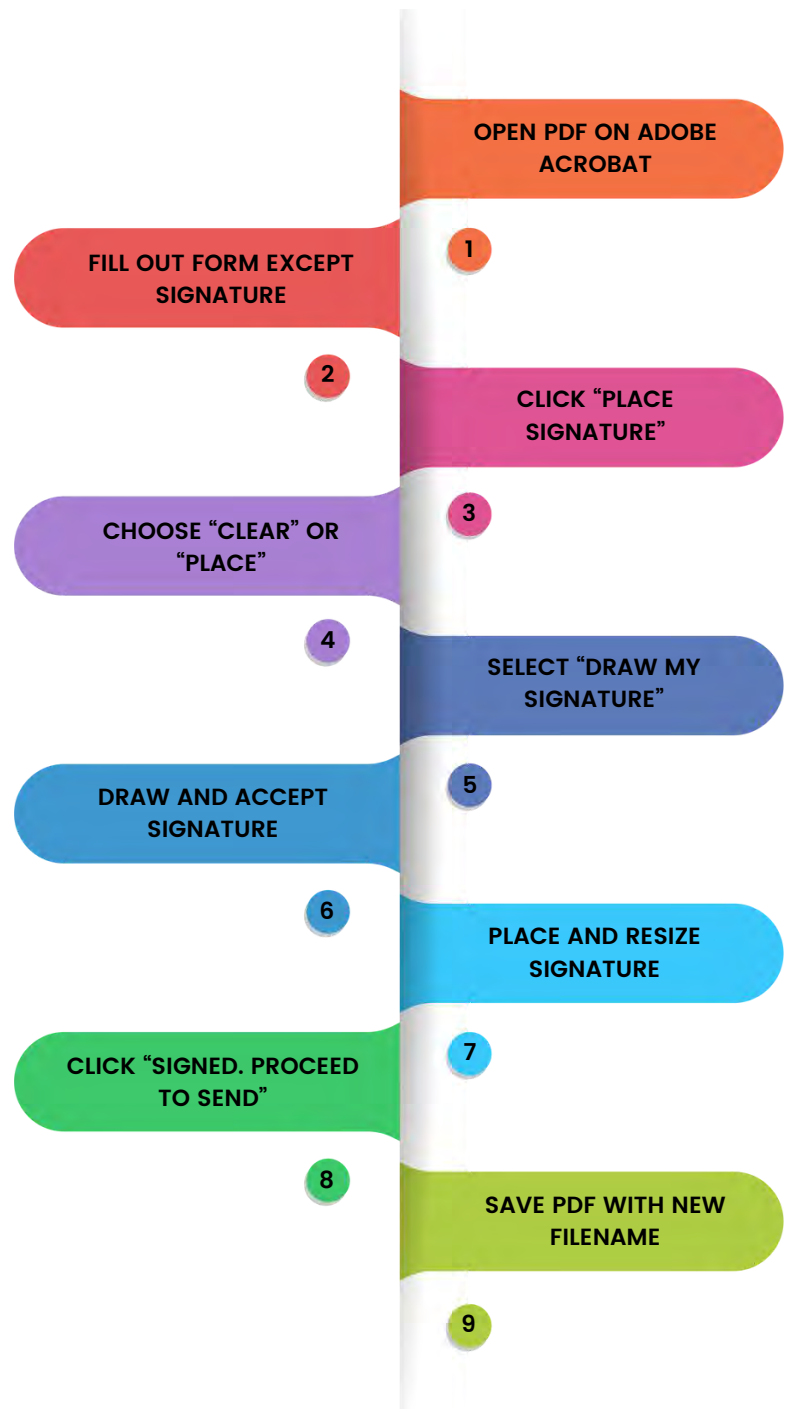 OPEN PDF ON ADOBE
ACROBAT
1
FILL OUT FORM EXCEPT
SIGNATURE
2
CLICK “PLACE
SIGNATURE”
3
CHOOSE “CLEAR” OR
“PLACE”
4
SELECT “DRAW MY
SIGNATURE”
5
DRAW AND ACCEPT
SIGNATURE
6
PLACE AND RESIZE
SIGNATURE
7
CLICK “SIGNED. PROCEED
TO SEND”
8
SAVE PDF WITH NEW
FILENAME
9